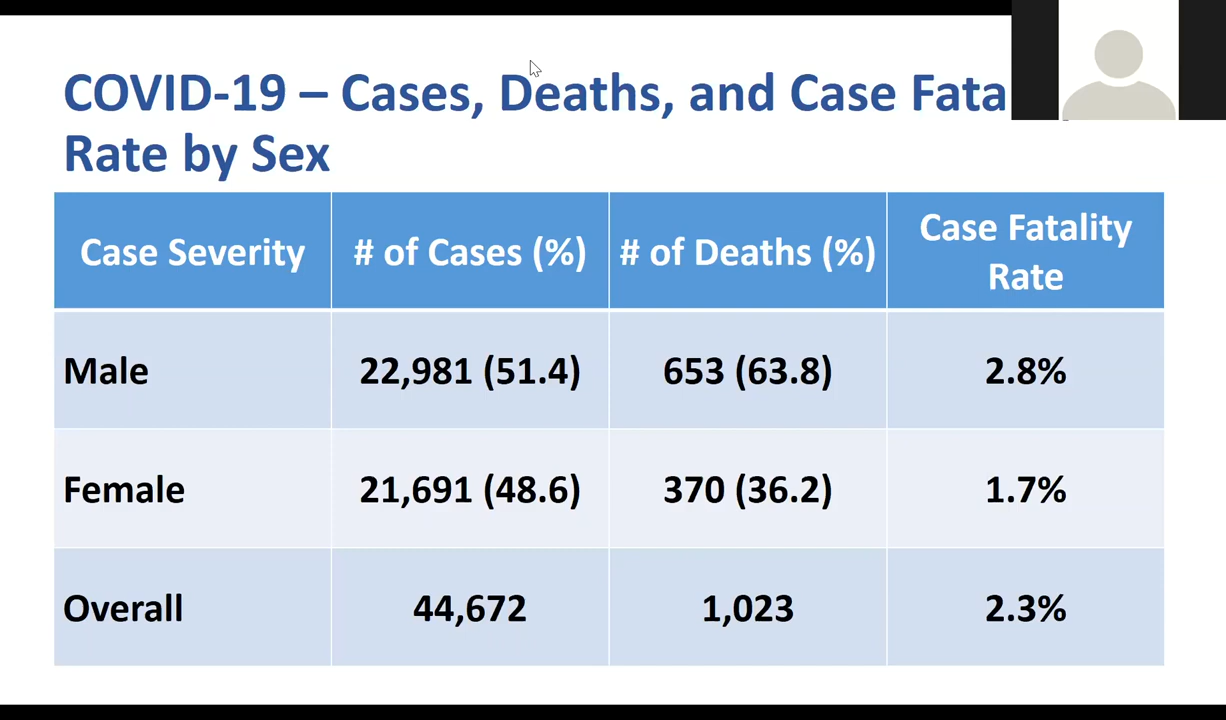 COVID-19 – Cases, Deaths, and Case
Rate by Sex
Case Severity # of Cases (%) # of Deaths (%) Case Fatality Rate
Male 22,981 (51.4) 653 (63.8) 2.8%
Female 21,691 (48.6) 370 (36.2) 1.7%
Overall 44,672 1,023 2.3%